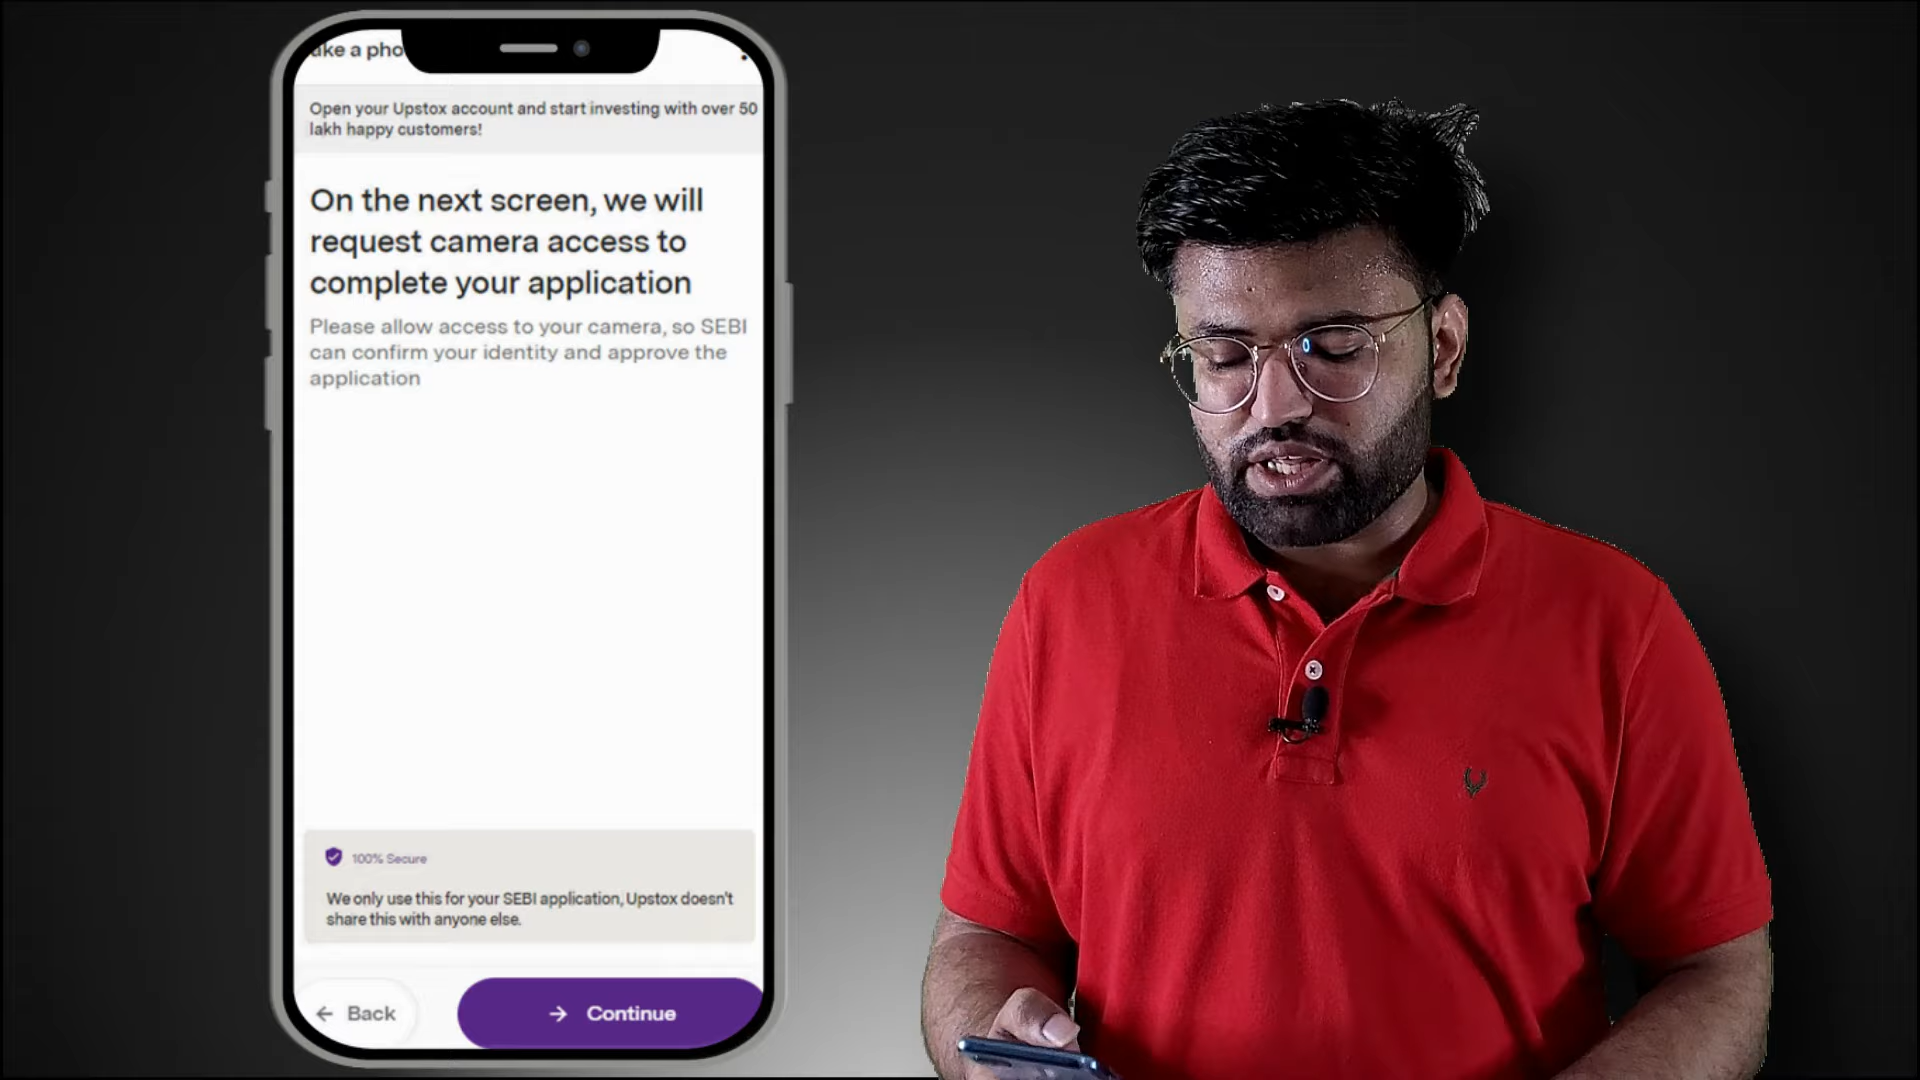 ake a pho
Open your Upstox account and start investing with over 50
lakh happy customers!
On the next screen, we will
request camera access to
complete your application
Please allow access to your camera, so SEBI
can confirm your identity and approve the
application
100% Secure
We only use this for your SEBI application, Upstox doesn't
share this with anyone else.
Back
Continue